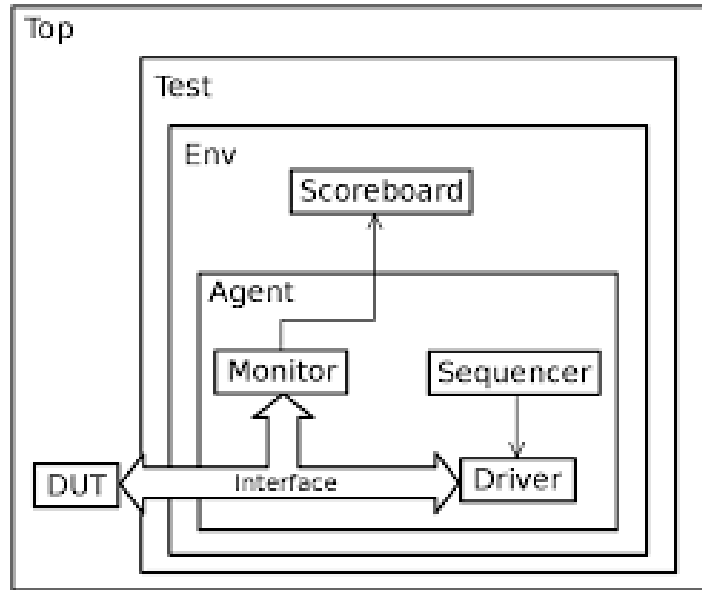 Top
Test
Env
Scoreboard
Agent
Monitor
Sequencer
DUT
Interface
Driver